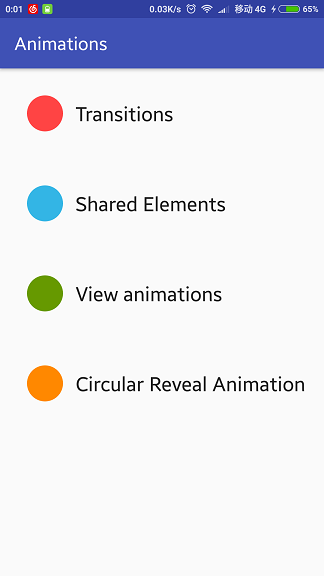 0:01 0.03K/s 移动 4G 65%
Animations
Transitions
Shared Elements
View animations
Circular Reveal Animation